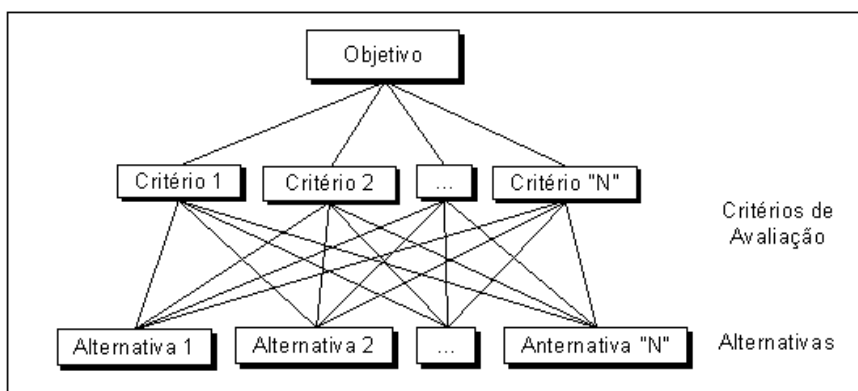 Objetivo
Critério 1
Critério 2
...
Critério "N"
Critérios de
Avaliação
Alternativa 1
Alternativa 2
...
Anternativa "N"
Alternativas